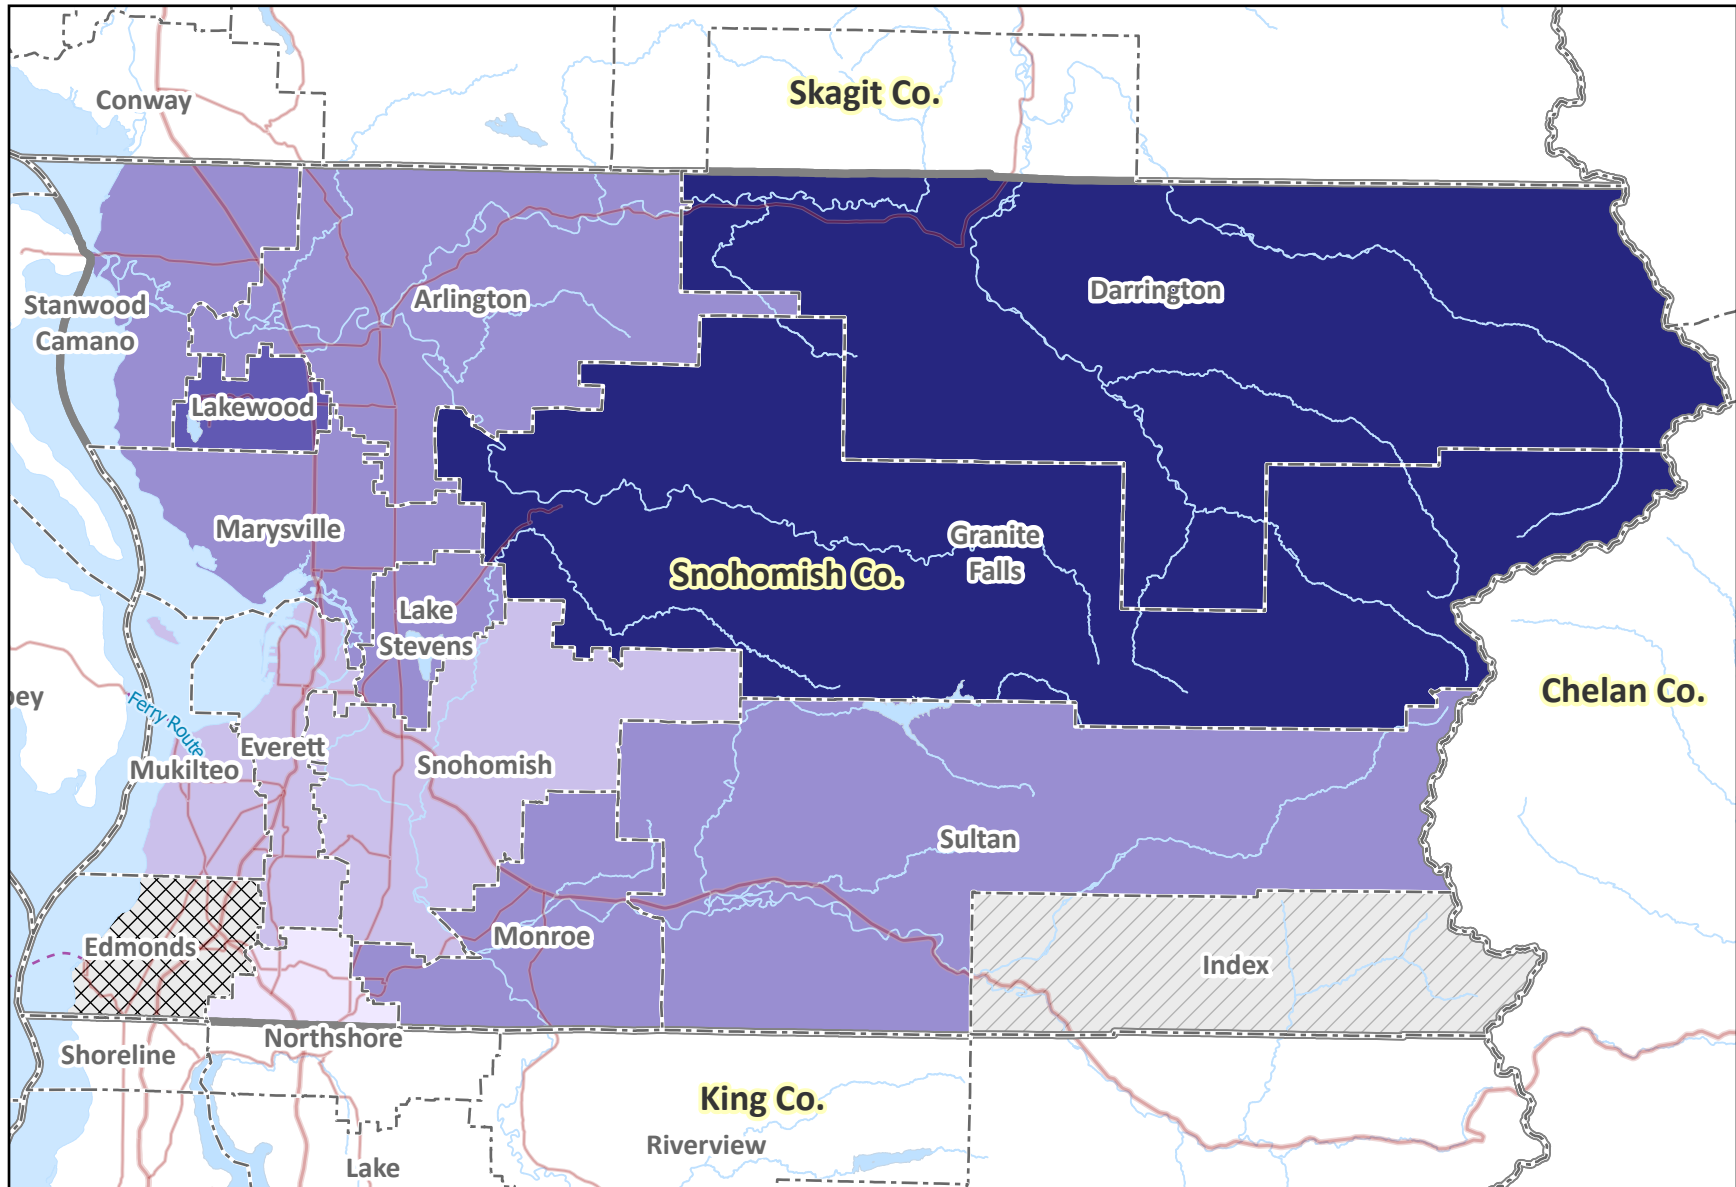 Skagit Co.
Conway
Darrington
Arlington
Stanwood
Camano
Lakewood
Marysville
Granite
Falls
Snohomish Co.
Lake
Stevens
Chelan Co.
bey
Ferry Route
Everett
Mukilteo
Snohomish
Sultan
Monroe
Edmonds
Index
Northshore
Shoreline
King Co.
Riverview
Lake